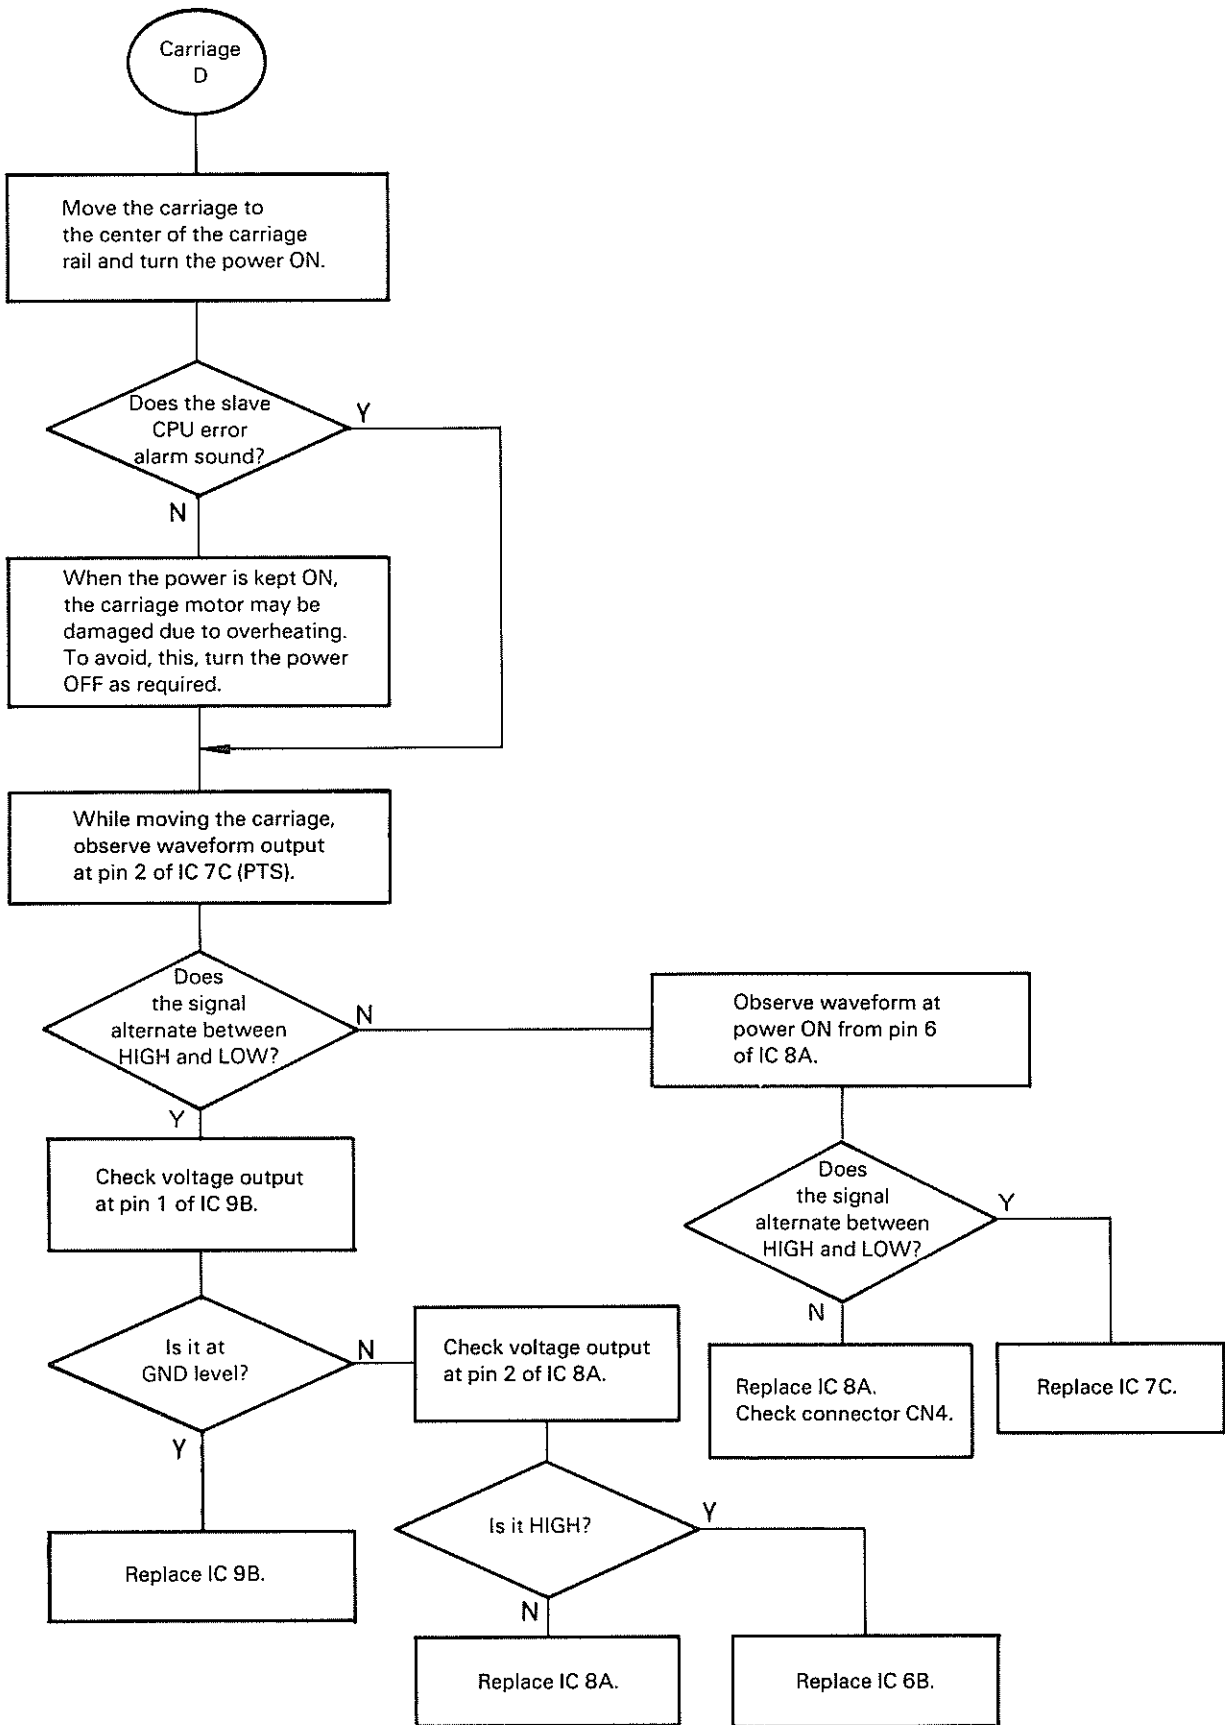 Carriage
D
Move the carriage to
the center of the carriage
rail and turn the power ON.
Does the slave
CPU error
alarm sound?
Y
N
When the power is kept ON,
the carriage motor may be
damaged due to overheating.
To avoid, this, turn the power
OFF as required.
While moving the carriage,
observe waveform output
at pin 2 of IC 7C (PTS).
Does
the signal
alternate between
HIGH and LOW?
N
Y
Observe waveform at
power ON from pin 6
of IC 8A.
Does
the signal
alternate between
HIGH and LOW?
Y
N
Replace IC 8A.
Check connector CN4.
Replace IC 7C.
Check voltage output
at pin 1 of IC 9B.
Is it at
GND level?
N
Y
Check voltage output
at pin 2 of IC 8A.
Replace IC 9B.
Is it HIGH?
Y
N
Replace IC 8A.
Replace IC 6B.